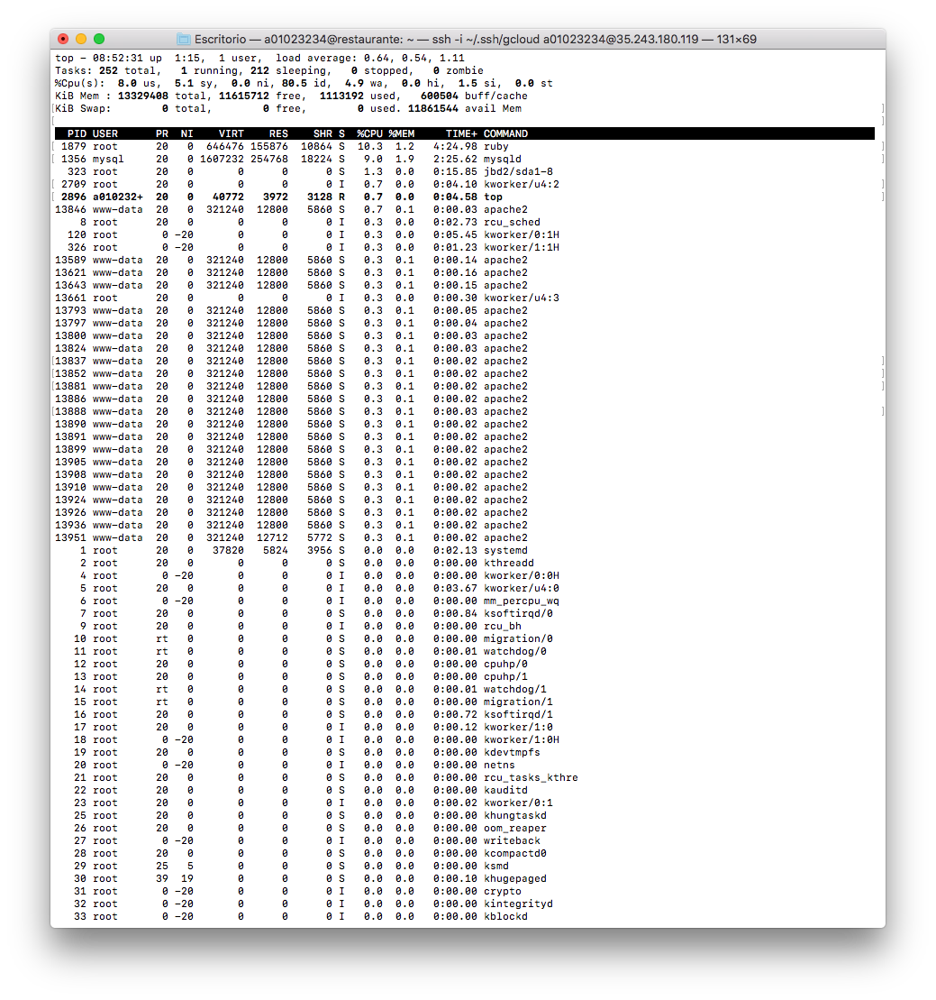 Escritorio — a01023234@restaurante: ~ — ssh -i ~/.ssh/gcloud a01023234@35.243.180.119 — 131×69
top - 08:52:31 up  1:15,  1 user,  load average: 0.64, 0.54, 1.11
Tasks: 252 total,   1 running, 212 sleeping,   0 stopped,   0 zombie
%Cpu(s):  8.0 us,  5.1 sy,  0.0 ni, 80.5 id,  4.9 wa,  0.0 hi,  1.5 si,  0.0 st
KiB Mem : 13329408 total, 11615712 free,  1113192 used,   600504 buff/cache
KiB Swap:        0 total,        0 free,        0 used. 11861544 avail Mem
  PID USER      PR  NI    VIRT    RES    SHR S  %CPU %MEM     TIME+ COMMAND
 1879 root      20   0  646476 155876  10864 S  10.3  1.2   4:24.98 ruby
 1356 mysql     20   0 1607232 254768  18224 S   9.0  1.9   2:25.62 mysqld
  323 root      20   0       0      0      0 S   1.3  0.0   0:15.85 jbd2/sda1-8
 2709 root      20   0       0      0      0 I   0.7  0.0   0:04.10 kworker/u4:2
 2896 a010232+  20   0   40772   3972   3128 R   0.7  0.0   0:04.58 top
13846 www-data  20   0  321240  12800   5860 S   0.7  0.1   0:00.03 apache2
    8 root      20   0       0      0      0 I   0.3  0.0   0:02.73 rcu_sched
  120 root       0 -20       0      0      0 I   0.3  0.0   0:05.45 kworker/0:1H
  326 root       0 -20       0      0      0 I   0.3  0.0   0:01.23 kworker/1:1H
13589 www-data  20   0  321240  12800   5860 S   0.3  0.1   0:00.14 apache2
13621 www-data  20   0  321240  12800   5860 S   0.3  0.1   0:00.16 apache2
13643 www-data  20   0  321240  12800   5860 S   0.3  0.1   0:00.15 apache2
13661 root      20   0       0      0      0 I   0.3  0.0   0:00.30 kworker/u4:3
13793 www-data  20   0  321240  12800   5860 S   0.3  0.1   0:00.05 apache2
13797 www-data  20   0  321240  12800   5860 S   0.3  0.1   0:00.04 apache2
13800 www-data  20   0  321240  12800   5860 S   0.3  0.1   0:00.03 apache2
13824 www-data  20   0  321240  12800   5860 S   0.3  0.1   0:00.03 apache2
13837 www-data  20   0  321240  12800   5860 S   0.3  0.1   0:00.02 apache2
13852 www-data  20   0  321240  12800   5860 S   0.3  0.1   0:00.02 apache2
13881 www-data  20   0  321240  12800   5860 S   0.3  0.1   0:00.02 apache2
13886 www-data  20   0  321240  12800   5860 S   0.3  0.1   0:00.02 apache2
13888 www-data  20   0  321240  12800   5860 S   0.3  0.1   0:00.03 apache2
13890 www-data  20   0  321240  12800   5860 S   0.3  0.1   0:00.02 apache2
13891 www-data  20   0  321240  12800   5860 S   0.3  0.1   0:00.02 apache2
13899 www-data  20   0  321240  12800   5860 S   0.3  0.1   0:00.02 apache2
13905 www-data  20   0  321240  12800   5860 S   0.3  0.1   0:00.02 apache2
13908 www-data  20   0  321240  12800   5860 S   0.3  0.1   0:00.02 apache2
13910 www-data  20   0  321240  12800   5860 S   0.3  0.1   0:00.02 apache2
13924 www-data  20   0  321240  12800   5860 S   0.3  0.1   0:00.02 apache2
13926 www-data  20   0  321240  12800   5860 S   0.3  0.1   0:00.02 apache2
13936 www-data  20   0  321240  12800   5860 S   0.3  0.1   0:00.02 apache2
13951 www-data  20   0  321240  12712   5772 S   0.3  0.1   0:00.02 apache2
    1 root      20   0   37820   5824   3956 S   0.0  0.0   0:02.13 systemd
    2 root      20   0       0      0      0 S   0.0  0.0   0:00.00 kthreadd
    4 root       0 -20       0      0      0 I   0.0  0.0   0:00.00 kworker/0:0H
    5 root      20   0       0      0      0 I   0.0  0.0   0:03.67 kworker/u4:0
    6 root       0 -20       0      0      0 I   0.0  0.0   0:00.00 mm_percpu_wq
    7 root      20   0       0      0      0 S   0.0  0.0   0:00.84 ksoftirqd/0
    9 root      20   0       0      0      0 I   0.0  0.0   0:00.00 rcu_bh
   10 root      rt   0       0      0      0 S   0.0  0.0   0:00.00 migration/0
   11 root      rt   0       0      0      0 S   0.0  0.0   0:00.01 watchdog/0
   12 root      20   0       0      0      0 S   0.0  0.0   0:00.00 cpuhp/0
   13 root      20   0       0      0      0 S   0.0  0.0   0:00.00 cpuhp/1
   14 root      rt   0       0      0      0 S   0.0  0.0   0:00.01 watchdog/1
   15 root      rt   0       0      0      0 S   0.0  0.0   0:00.00 migration/1
   16 root      20   0       0      0      0 S   0.0  0.0   0:00.72 ksoftirqd/1
   17 root      20   0       0      0      0 I   0.0  0.0   0:00.12 kworker/1:0
   18 root       0 -20       0      0      0 I   0.0  0.0   0:00.00 kworker/1:0H
   19 root      20   0       0      0      0 S   0.0  0.0   0:00.00 kdevtmpfs
   20 root       0 -20       0      0      0 I   0.0  0.0   0:00.00 netns
   21 root      20   0       0      0      0 S   0.0  0.0   0:00.00 rcu_tasks_kthre
   22 root      20   0       0      0      0 S   0.0  0.0   0:00.00 kauditd
   23 root      20   0       0      0      0 I   0.0  0.0   0:00.02 kworker/0:1
   25 root      20   0       0      0      0 S   0.0  0.0   0:00.00 khungtaskd
   26 root      20   0       0      0      0 S   0.0  0.0   0:00.00 oom_reaper
   27 root       0 -20       0      0      0 I   0.0  0.0   0:00.00 writeback
   28 root      20   0       0      0      0 S   0.0  0.0   0:00.00 kcompactd0
   29 root      25   5       0      0      0 S   0.0  0.0   0:00.00 ksmd
   30 root      39  19       0      0      0 S   0.0  0.0   0:00.10 khugepaged
   31 root       0 -20       0      0      0 I   0.0  0.0   0:00.00 crypto
   32 root       0 -20       0      0      0 I   0.0  0.0   0:00.00 kintegrityd
   33 root       0 -20       0      0      0 I   0.0  0.0   0:00.00 kblockd